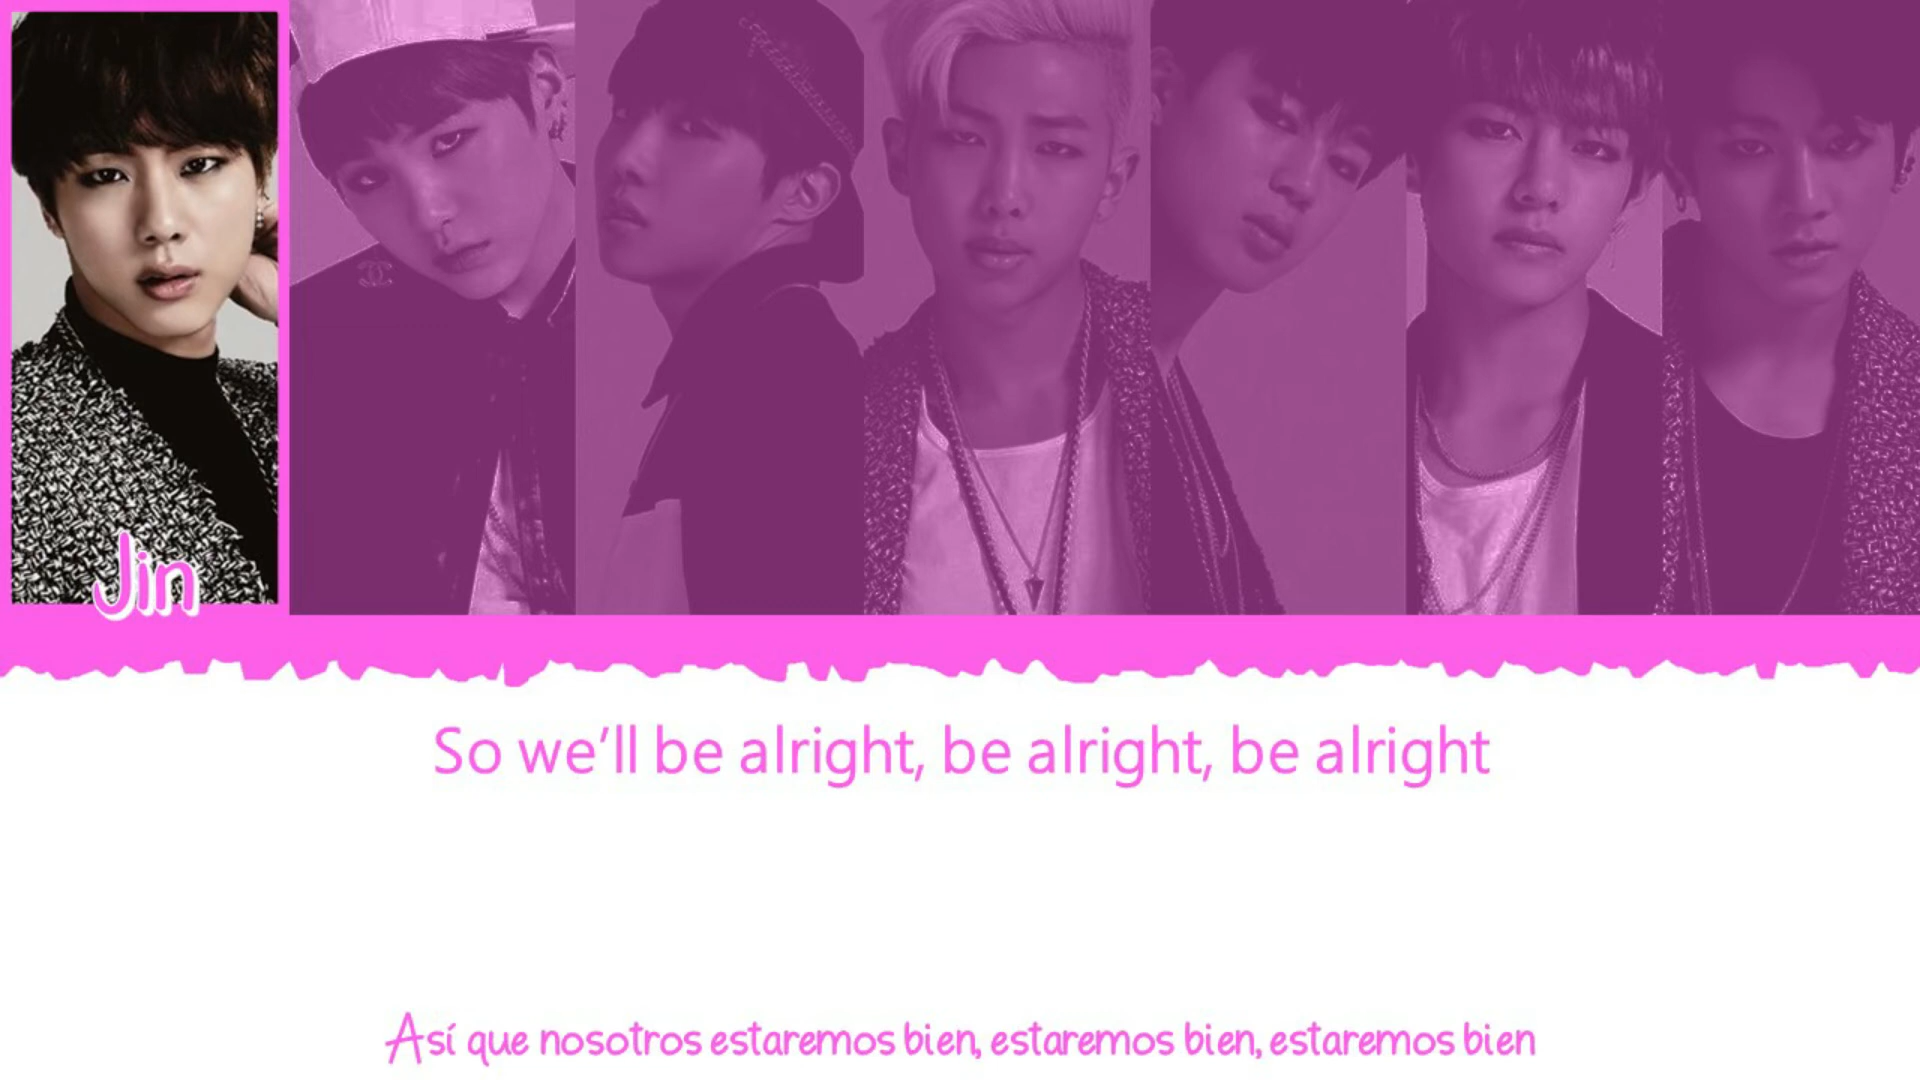 Jin
So we’ll be alright, be alright, be alright
Así que nosotros estaremos bien, estaremos bien, estaremos bien